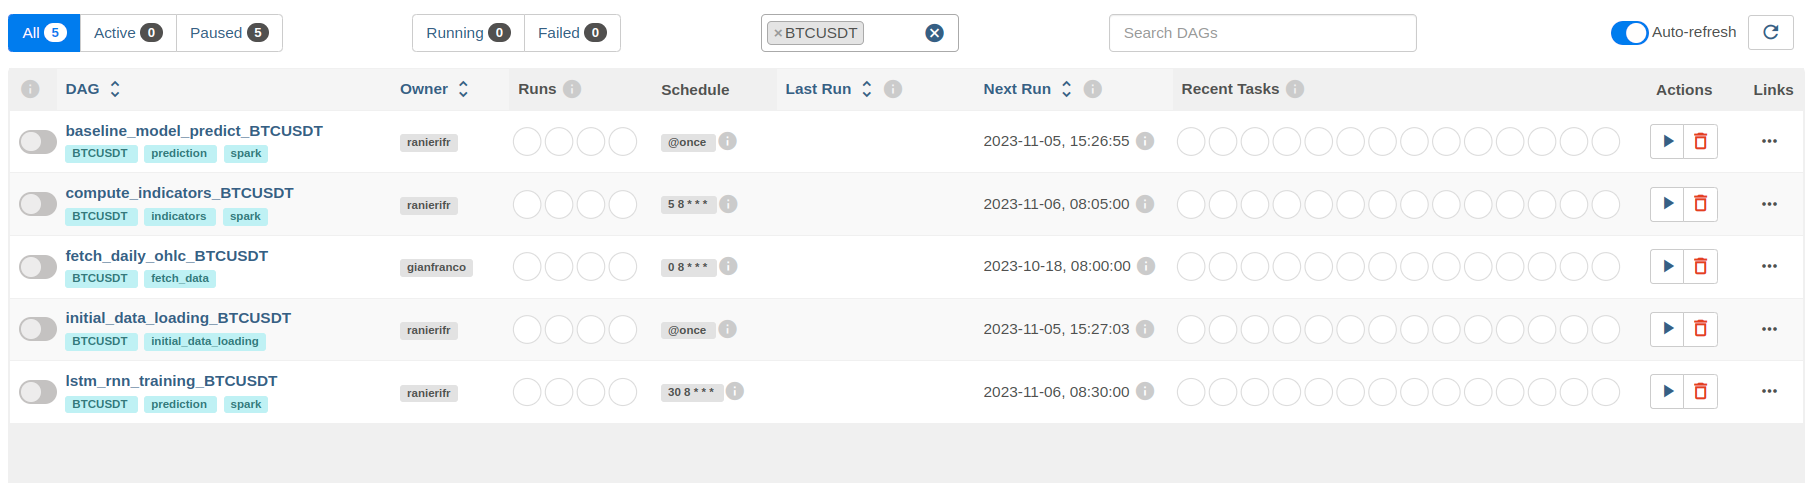 All 5 Active 0 Paused 5 Running 0 Failed 0 × BTCUSDT Search DAGs Auto-refresh
DAG Owner Runs Schedule Last Run Next Run Recent Tasks Actions Links
baseline_model_predict_BTCUSDT
BTCUSDT prediction spark
ranierifr @once 2023-11-05, 15:26:55
compute_indicators_BTCUSDT
BTCUSDT indicators spark
ranierifr 5 8 * * * 2023-11-06, 08:05:00
fetch_daily_ohlc_BTCUSDT
BTCUSDT fetch_data
gianfranco 0 8 * * * 2023-10-18, 08:00:00
initial_data_loading_BTCUSDT
BTCUSDT initial_data_loading
ranierifr @once 2023-11-05, 15:27:03
lstm_rnn_training_BTCUSDT
BTCUSDT prediction spark
ranierifr 30 8 * * * 2023-11-06, 08:30:00